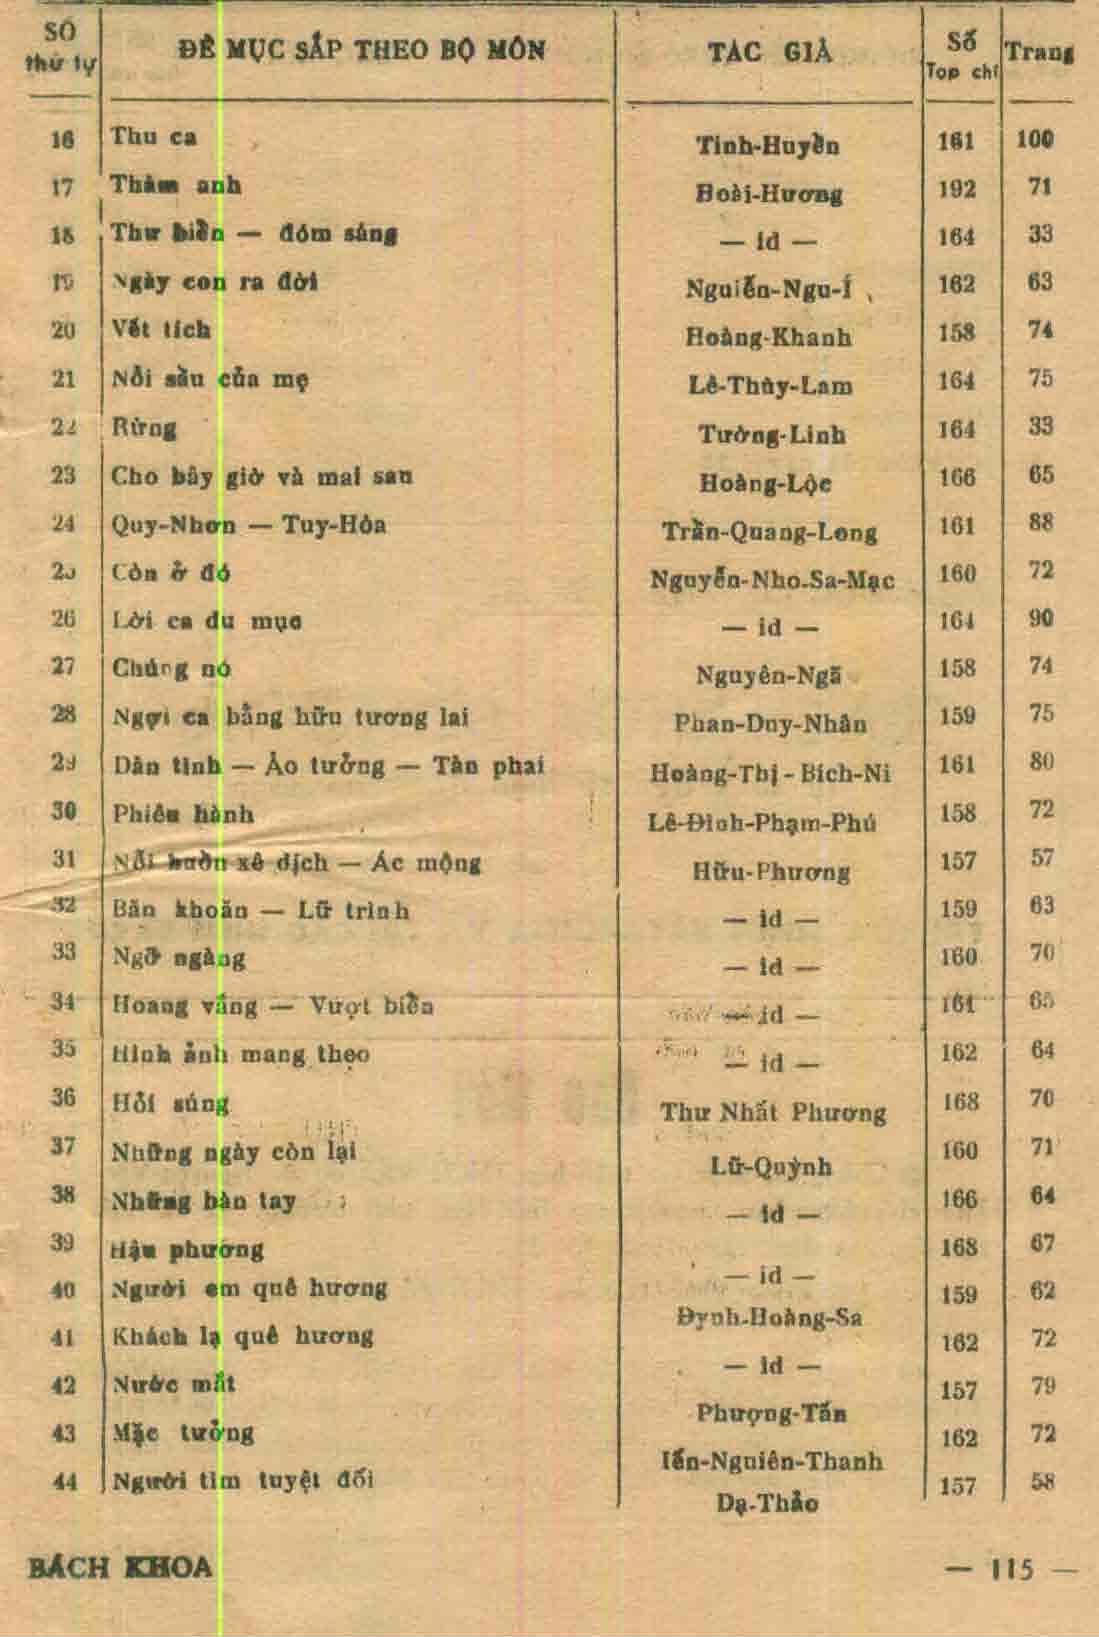 SỐ thứ tự ĐỀ MỤC SẮP THEO BỘ MÔN TÁC GIẢ Số Tạp chí Trang
16 Thu ca Tinh-Huyền 161 100
17 Thăm anh Hoài-Hương 192 71
18 Thư biển — đóm sáng — id — 164 33
19 Ngày con ra đời Nguiễn-Ngu-Í 162 63
20 Vết tích Hoàng-Khanh 158 74
21 Nỗi sầu của mẹ Lê-Thùy-Lam 164 75
22 Rừng Tường-Linh 164 33
23 Cho bây giờ và mai sau Hoàng-Lộc 166 65
24 Quy-Nhơn — Tuy-Hòa Trần-Quang-Long 161 88
25 Còn ở đó Nguyễn-Nho-Sa-Mạc 160 72
26 Lời ca du mục — id — 164 90
27 Chúng nó Nguyên-Ngã 158 74
28 Ngợi ca bằng hữu tương lai Phan-Duy-Nhân 159 75
29 Dân tình — Ảo tưởng — Tàn phai Hoàng-Thị-Bích-Ni 161 80
30 Phiêu hành Lê-Đình-Phạm-Phú 158 72
31 Nỗi buồn xê dịch — Ác mộng Hữu-Phương 157 57
32 Băn khoăn — Lữ trình — id — 159 63
33 Ngỡ ngàng — id — 160 70
34 Hoang vắng — Vượt biển — id — 161 65
35 Hình ảnh mang theo — id — 162 64
36 Hỏi súng Thư Nhất Phương 168 70
37 Những ngày còn lại Lữ-Quỳnh 160 71
38 Những bàn tay — id — 166 64
39 Hậu phương — id — 168 67
40 Người em quê hương Đynh-Hoàng-Sa 159 62
41 Khách lạ quê hương — id — 162 72
42 Nước mắt Phượng-Tấn 157 79
43 Mặc tưởng Iến-Nguiên-Thanh 162 72
44 Người tìm tuyệt đối Dạ-Thảo 157 58
BÁCH KHOA — 115 —